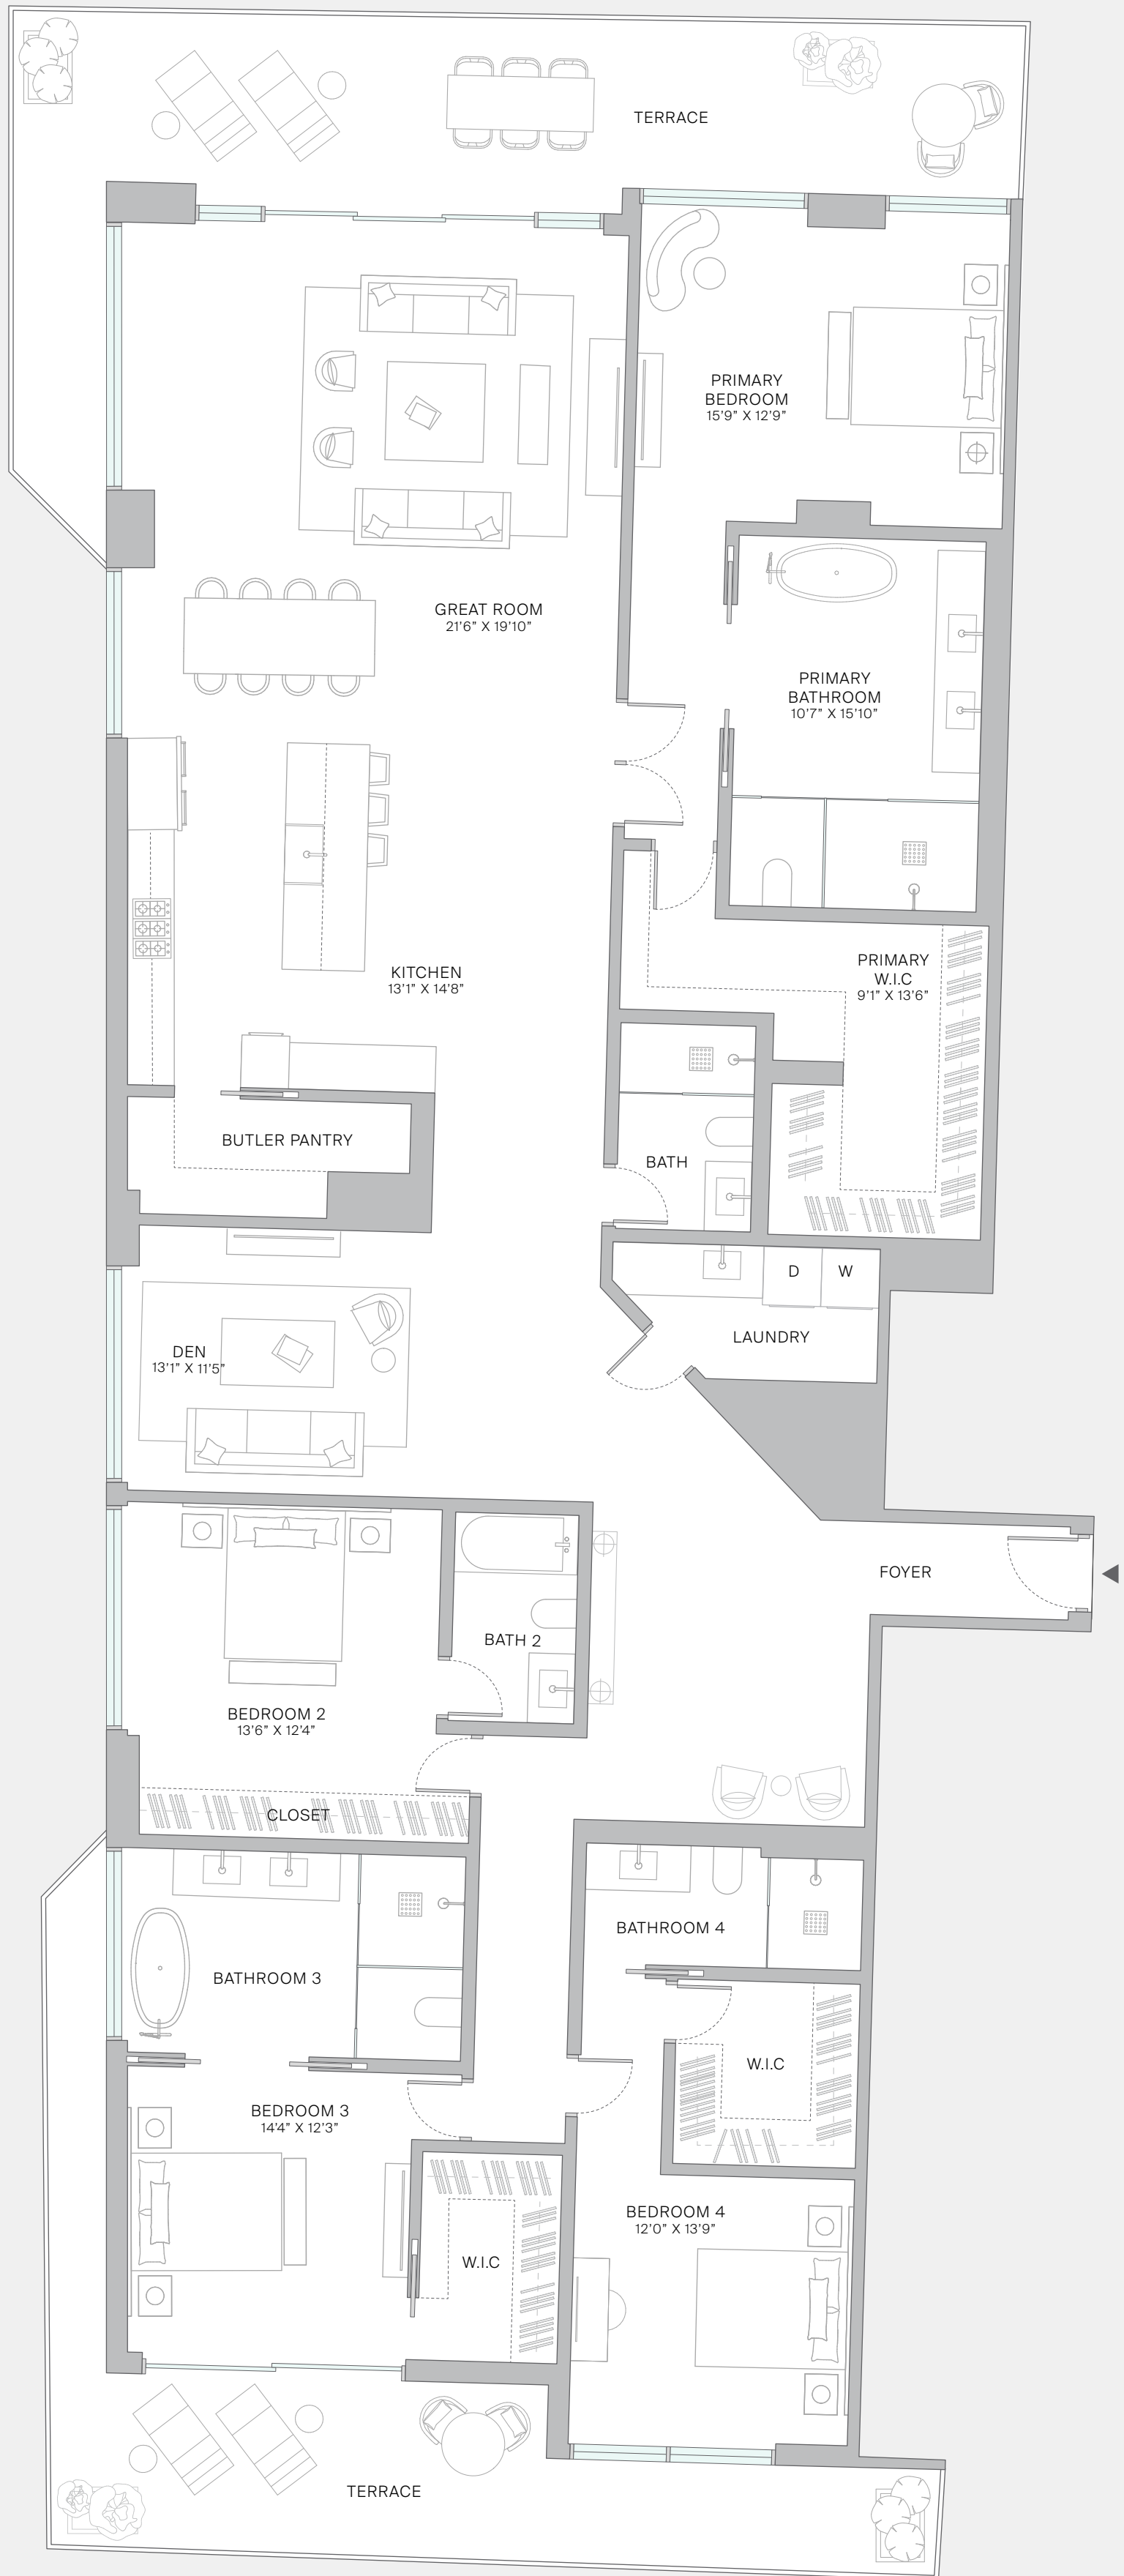 TERRACE
PRIMARY
BEDROOM
15'9" X 12'9"
GREAT ROOM
21'6" X 19'10"
PRIMARY
BATHROOM
10'7" X 15'10"
PRIMARY
W.I.C
9'1" X 13'6"
KITCHEN
13'1" X 14'8"
BUTLER PANTRY
BATH
D
W
LAUNDRY
DEN
13'1" X 11'5"
FOYER
BATH 2
BEDROOM 2
13'6" X 12'4"
CLOSET
BATHROOM 4
BATHROOM 3
W.I.C
BEDROOM 3
14'4" X 12'3"
BEDROOM 4
12'0" X 13'9"
W.I.C
TERRACE